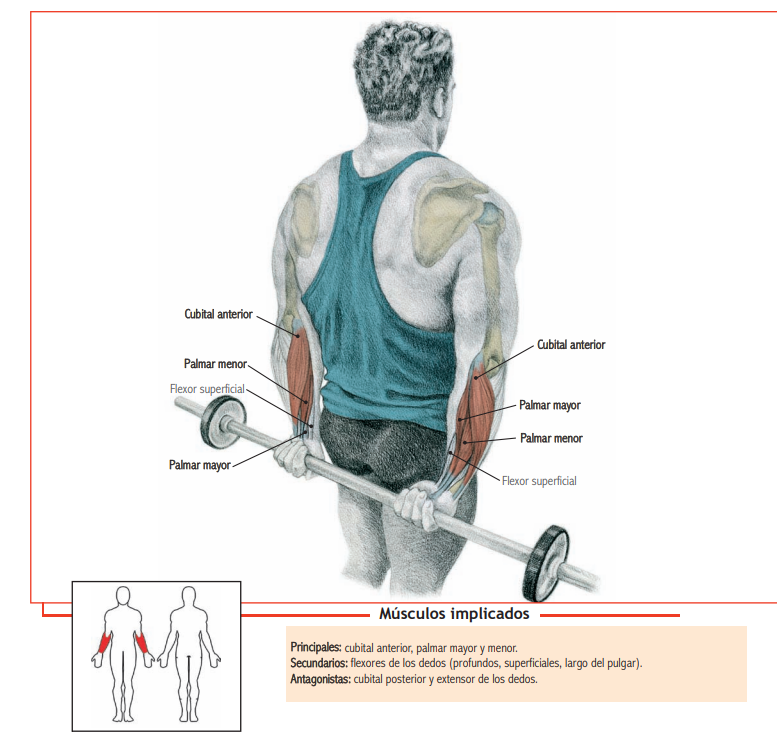 Cubital anterior
Palmar menor
Flexor superficial
Palmar mayor
Cubital anterior
Palmar mayor
Palmar menor
Flexor superficial
Músculos implicados
Principales: cubital anterior, palmar mayor y menor.
Secundarios: flexores de los dedos (profundos, superficiales, largo del pulgar).
Antagonistas: cubital posterior y extensor de los dedos.